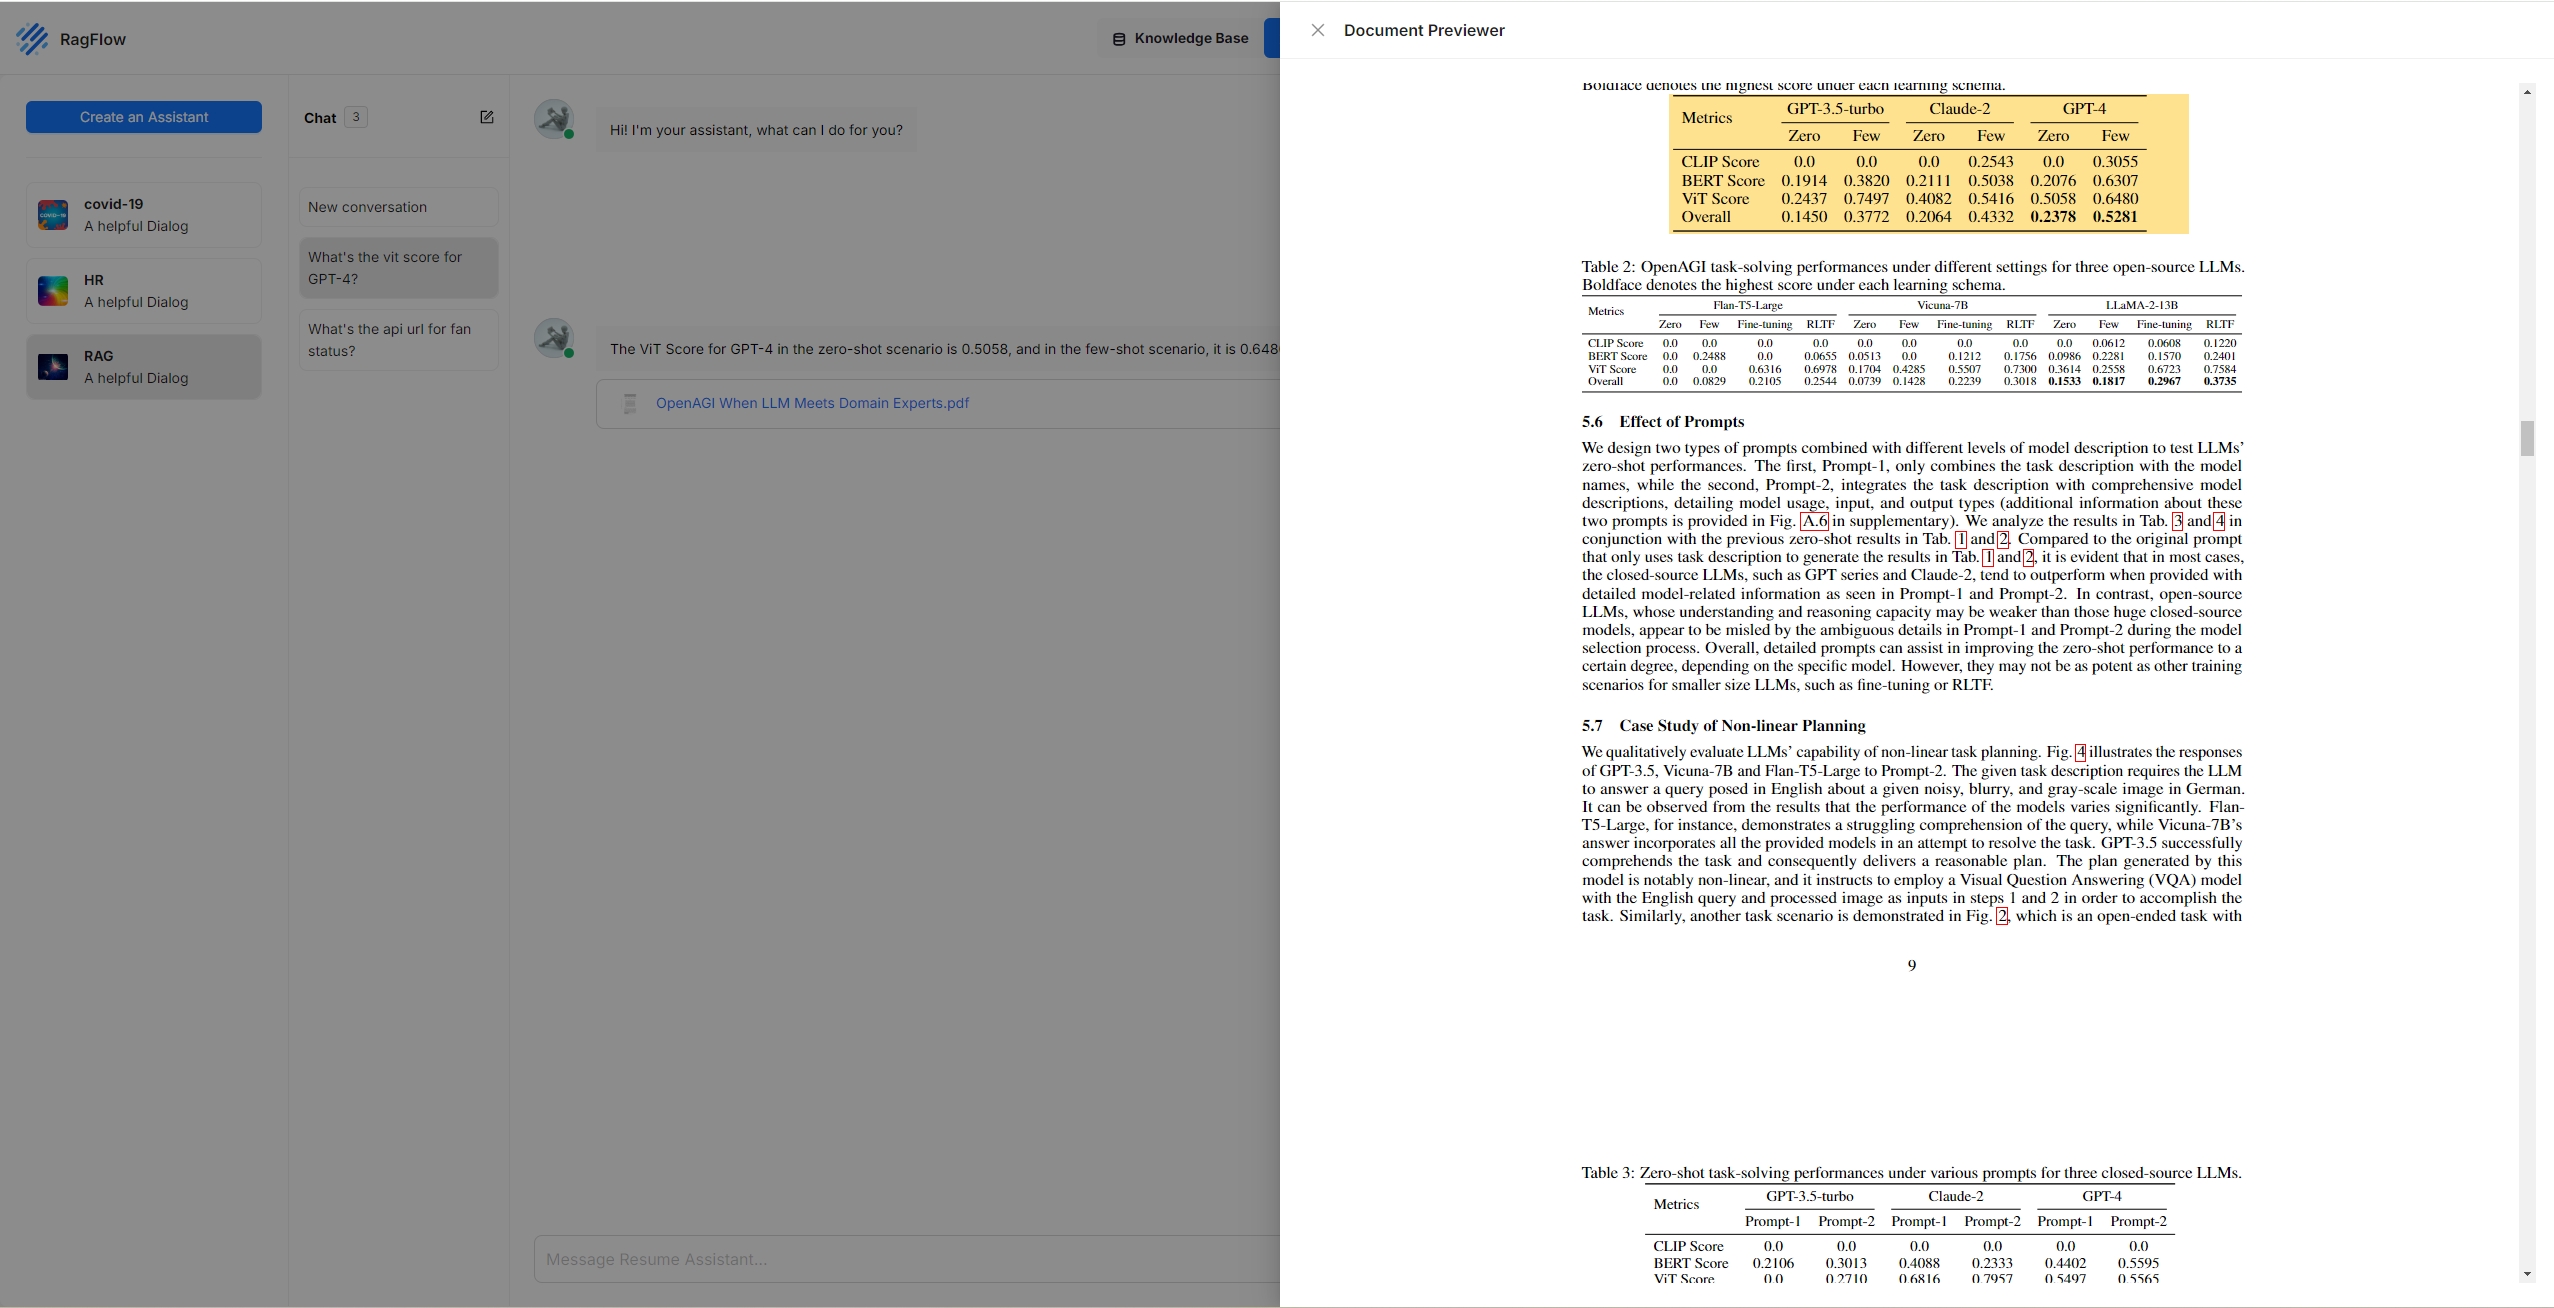 RagFlow
Knowledge Base
Create an Assistant
covid-19
A helpful Dialog
HR
A helpful Dialog
RAG
A helpful Dialog
Chat 3
New conversation
What's the vit score for
GPT-4?
What's the api url for fan
status?
Hi! I'm your assistant, what can I do for you?
The ViT Score for GPT-4 in the zero-shot scenario is 0.5058, and in the few-shot scenario, it is 0.648
OpenAGI When LLM Meets Domain Experts.pdf
Message Resume Assistant...
Document Previewer
Boldface denotes the highest score under each learning schema.
Metrics GPT-3.5-turbo Claude-2 GPT-4
Zero Few Zero Few Zero Few
CLIP Score 0.0 0.0 0.0 0.2543 0.0 0.3055
BERT Score 0.1914 0.3820 0.2111 0.5038 0.2076 0.6307
ViT Score 0.2437 0.7497 0.4082 0.5416 0.5058 0.6480
Overall 0.1450 0.3772 0.2064 0.4332 0.2378 0.5281
Table 2: OpenAGI task-solving performances under different settings for three open-source LLMs.
Boldface denotes the highest score under each learning schema.
Metrics Flan-T5-Large Vicuna-7B LLaMA-2-13B
Zero Few Fine-tuning RLTF Zero Few Fine-tuning RLTF Zero Few Fine-tuning RLTF
CLIP Score 0.0 0.0 0.0 0.0 0.0 0.0 0.0 0.0 0.0 0.0612 0.0608 0.1220
BERT Score 0.0 0.2488 0.0 0.0655 0.0513 0.0 0.1212 0.1756 0.0986 0.2281 0.1570 0.2401
ViT Score 0.0 0.0 0.6316 0.6978 0.1704 0.4285 0.5507 0.7300 0.3614 0.2558 0.6723 0.7584
Overall 0.0 0.0829 0.2105 0.2544 0.0739 0.1428 0.2239 0.3018 0.1533 0.1817 0.2967 0.3735
5.6 Effect of Prompts
We design two types of prompts combined with different levels of model description to test LLMs'
zero-shot performances. The first, Prompt-1, only combines the task description with the model
names, while the second, Prompt-2, integrates the task description with comprehensive model
descriptions, detailing model usage, input, and output types (additional information about these
two prompts is provided in Fig. A.6 in supplementary). We analyze the results in Tab. 3 and 4 in
conjunction with the previous zero-shot results in Tab. 1 and 2. Compared to the original prompt
that only uses task description to generate the results in Tab. 1 and 2, it is evident that in most cases,
the closed-source LLMs, such as GPT series and Claude-2, tend to outperform when provided with
detailed model-related information as seen in Prompt-1 and Prompt-2. In contrast, open-source
LLMs, whose understanding and reasoning capacity may be weaker than those huge closed-source
models, appear to be misled by the ambiguous details in Prompt-1 and Prompt-2 during the model
selection process. Overall, detailed prompts can assist in improving the zero-shot performance to a
certain degree, depending on the specific model. However, they may not be as potent as other training
scenarios for smaller size LLMs, such as fine-tuning or RLTF.
5.7 Case Study of Non-linear Planning
We qualitatively evaluate LLMs' capability of non-linear task planning. Fig. 4 illustrates the responses
of GPT-3.5, Vicuna-7B and Flan-T5-Large to Prompt-2. The given task description requires the LLM
to answer a query posed in English about a given noisy, blurry, and gray-scale image in German.
It can be observed from the results that the performance of the models varies significantly. Flan-
T5-Large, for instance, demonstrates a struggling comprehension of the query, while Vicuna-7B's
answer incorporates all the provided models in an attempt to resolve the task. GPT-3.5 successfully
comprehends the task and consequently delivers a reasonable plan. The plan generated by this
model is notably non-linear, and it instructs to employ a Visual Question Answering (VQA) model
with the English query and processed image as inputs in steps 1 and 2 in order to accomplish the
task. Similarly, another task scenario is demonstrated in Fig. 2, which is an open-ended task with
9
Table 3: Zero-shot task-solving performances under various prompts for three closed-source LLMs.
Metrics GPT-3.5-turbo Claude-2 GPT-4
Prompt-1 Prompt-2 Prompt-1 Prompt-2 Prompt-1 Prompt-2
CLIP Score 0.0 0.0 0.0 0.0 0.0 0.0
BERT Score 0.2106 0.3013 0.4088 0.2333 0.4402 0.5595
ViT Score 0.0 0.2710 0.6816 0.7957 0.5497 0.5565